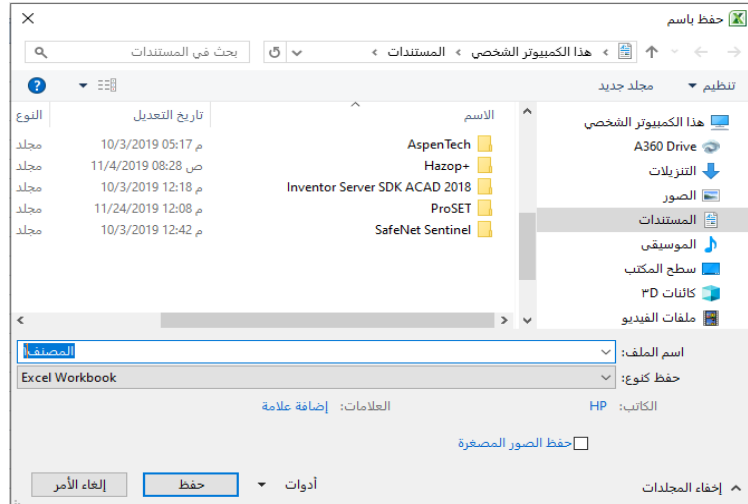 حفظ باسم
هذا الكمبيوتر الشخصي › المستندات ›
بحث في المستندات
تنظيم
مجلد جديد
?
هذا الكمبيوتر الشخصي
A360 Drive
التنزيلات
الصور
المستندات
الموسيقى
سطح المكتب
كائنات ٣D
ملفات الفيديو
الاسم تاريخ التعديل النوع
AspenTech 10/3/2019 05:17 م مجلد
Hazop+ 11/4/2019 08:28 ص مجلد
Inventor Server SDK ACAD 2018 10/3/2019 12:18 م مجلد
ProSET 11/24/2019 12:08 م مجلد
SafeNet Sentinel 10/3/2019 12:42 م مجلد
اسم الملف: المصنف١
حفظ كنوع: Excel Workbook
الكاتب: HP العلامات: إضافة علامة
حفظ الصور المصغرة
إخفاء المجلدات أدوات حفظ إلغاء الأمر